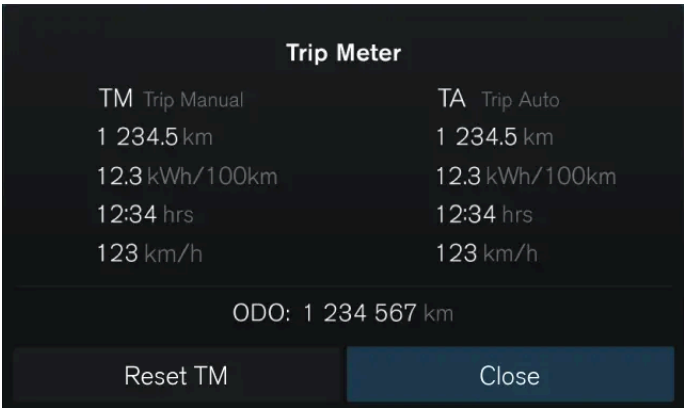 Trip Meter
TM Trip Manual
1 234.5 km
12.3 kWh/100km
12:34 hrs
123 km/h
TA Trip Auto
1 234.5 km
12.3 kWh/100km
12:34 hrs
123 km/h
ODO: 1 234 567 km
Reset TM
Close